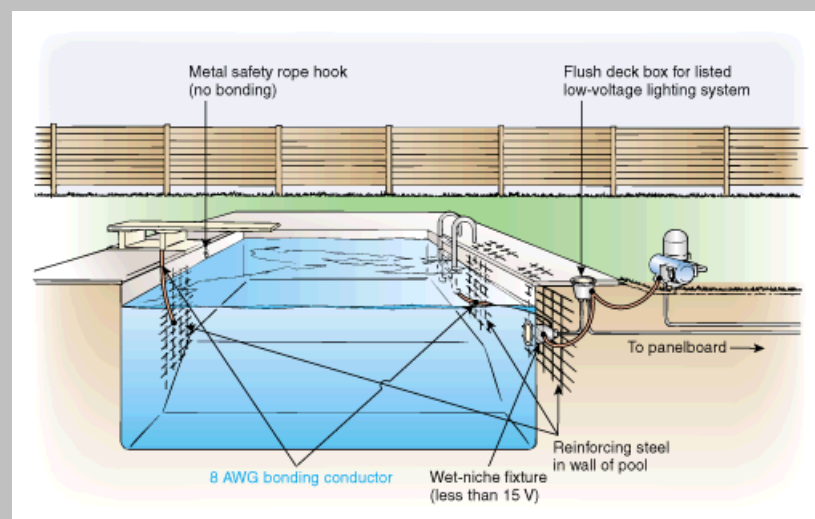 Metal safety rope hook
(no bonding)
Flush deck box for listed
low-voltage lighting system
To panelboard
8 AWG bonding conductor
Wet-niche fixture
(less than 15 V)
Reinforcing steel
in wall of pool